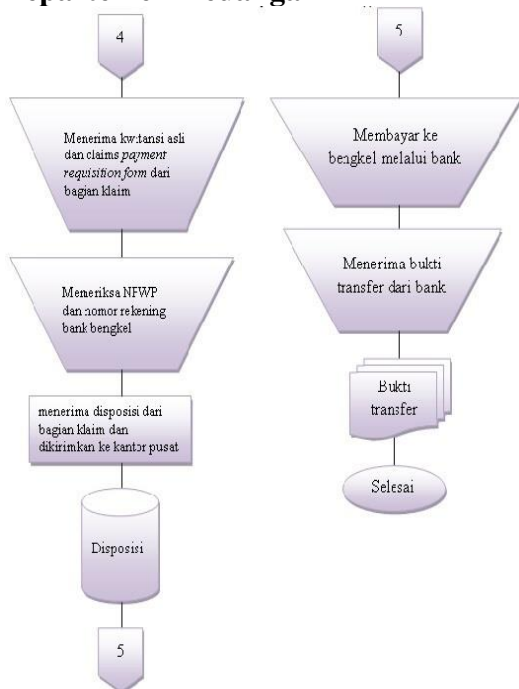 4
Menerima kwitansi asli
dan claims payment
requisition form dari
bagian klaim
Memeriksa NPWP
dan nomor rekening
bank bengkel
menerima disposisi dari
bagian klaim dan
dikirimkan ke kantor pusat
Disposisi
5
5
Membayar ke
bengkel melalui bank
Menerima bukti
transfer dari bank
Bukti
transfer
Selesai